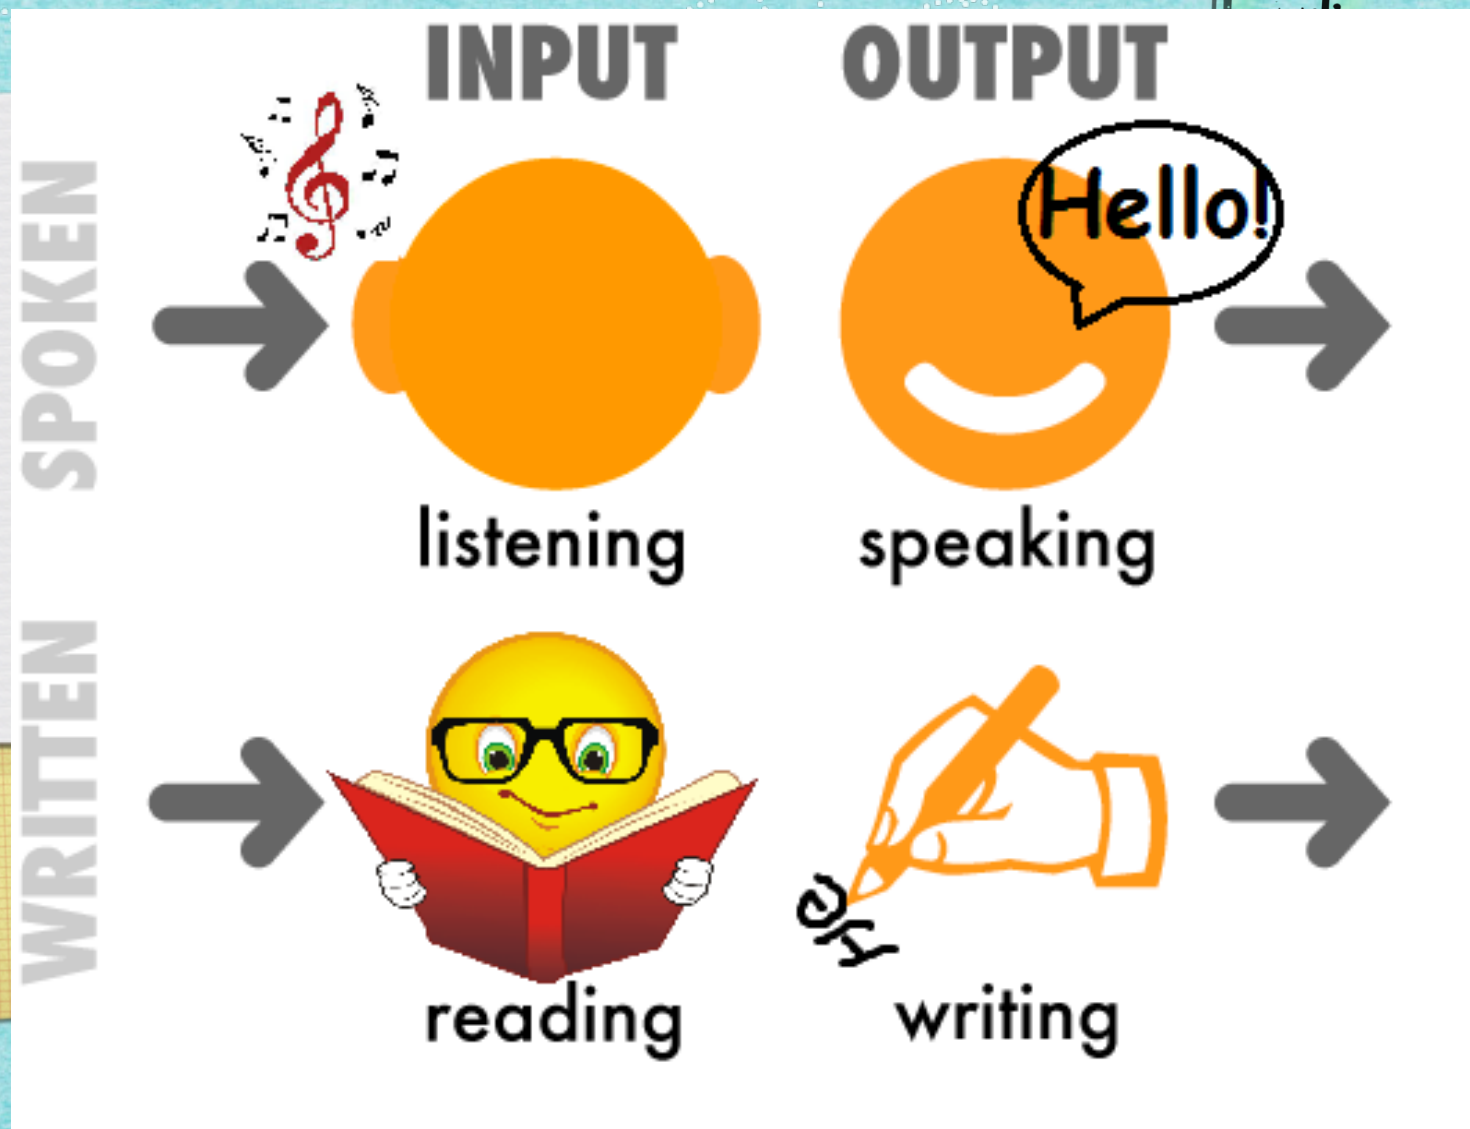 INPUT OUTPUT
SPOKEN
Hello!
listening speaking
WRITTEN
He
reading writing